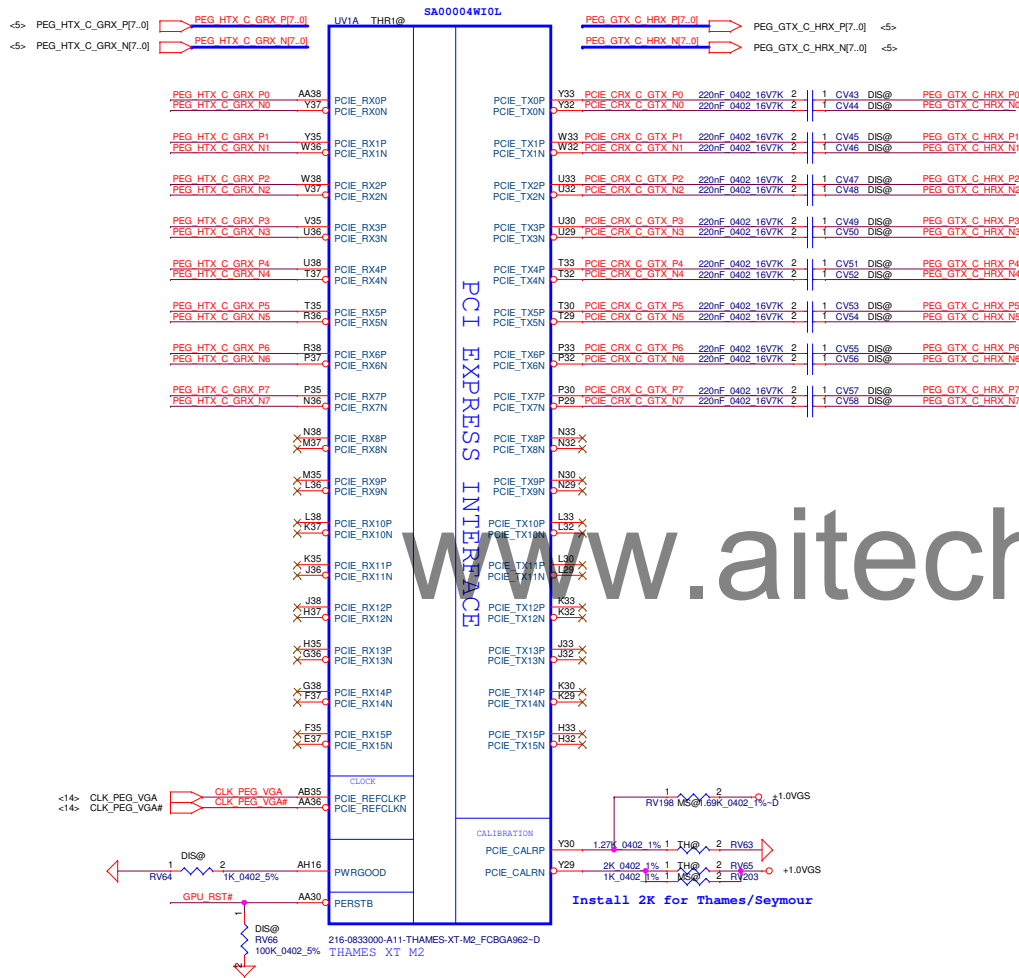 SA00004WI0L
UV1A THR1@
<5> PEG_HTX_C_GRX_P[7..0] PEG_HTX_C_GRX_P[7..0]
<5> PEG_HTX_C_GRX_N[7..0] PEG_HTX_C_GRX_N[7..0]
PEG_GTX_C_HRX_P[7..0] PEG_GTX_C_HRX_P[7..0] <5>
PEG_GTX_C_HRX_N[7..0] PEG_GTX_C_HRX_N[7..0] <5>
PEG_HTX_C_GRX_P0 AA38 PCIE_RX0P PCIE_TX0P Y33 PCIE_CRX_C_GTX_P0 220nF_0402_16V7K 2 1 CV43 DIS@ PEG_GTX_C_HRX_P0
PEG_HTX_C_GRX_N0 Y37 PCIE_RX0N PCIE_TX0N Y32 PCIE_CRX_C_GTX_N0 220nF_0402_16V7K 2 1 CV44 DIS@ PEG_GTX_C_HRX_N0
PEG_HTX_C_GRX_P1 Y35 PCIE_RX1P PCIE_TX1P W33 PCIE_CRX_C_GTX_P1 220nF_0402_16V7K 2 1 CV45 DIS@ PEG_GTX_C_HRX_P1
PEG_HTX_C_GRX_N1 W36 PCIE_RX1N PCIE_TX1N W32 PCIE_CRX_C_GTX_N1 220nF_0402_16V7K 2 1 CV46 DIS@ PEG_GTX_C_HRX_N1
PEG_HTX_C_GRX_P2 W38 PCIE_RX2P PCIE_TX2P U33 PCIE_CRX_C_GTX_P2 220nF_0402_16V7K 2 1 CV47 DIS@ PEG_GTX_C_HRX_P2
PEG_HTX_C_GRX_N2 V37 PCIE_RX2N PCIE_TX2N U32 PCIE_CRX_C_GTX_N2 220nF_0402_16V7K 2 1 CV48 DIS@ PEG_GTX_C_HRX_N2
PEG_HTX_C_GRX_P3 V35 PCIE_RX3P PCIE_TX3P U30 PCIE_CRX_C_GTX_P3 220nF_0402_16V7K 2 1 CV49 DIS@ PEG_GTX_C_HRX_P3
PEG_HTX_C_GRX_N3 U36 PCIE_RX3N PCIE_TX3N U29 PCIE_CRX_C_GTX_N3 220nF_0402_16V7K 2 1 CV50 DIS@ PEG_GTX_C_HRX_N3
PEG_HTX_C_GRX_P4 U38 PCIE_RX4P PCIE_TX4P T33 PCIE_CRX_C_GTX_P4 220nF_0402_16V7K 2 1 CV51 DIS@ PEG_GTX_C_HRX_P4
PEG_HTX_C_GRX_N4 T37 PCIE_RX4N PCIE_TX4N T32 PCIE_CRX_C_GTX_N4 220nF_0402_16V7K 2 1 CV52 DIS@ PEG_GTX_C_HRX_N4
PEG_HTX_C_GRX_P5 T35 PCIE_RX5P PCIE_TX5P T30 PCIE_CRX_C_GTX_P5 220nF_0402_16V7K 2 1 CV53 DIS@ PEG_GTX_C_HRX_P5
PEG_HTX_C_GRX_N5 R36 PCIE_RX5N PCIE_TX5N T29 PCIE_CRX_C_GTX_N5 220nF_0402_16V7K 2 1 CV54 DIS@ PEG_GTX_C_HRX_N5
PEG_HTX_C_GRX_P6 R38 PCIE_RX6P PCIE_TX6P P33 PCIE_CRX_C_GTX_P6 220nF_0402_16V7K 2 1 CV55 DIS@ PEG_GTX_C_HRX_P6
PEG_HTX_C_GRX_N6 P37 PCIE_RX6N PCIE_TX6N P32 PCIE_CRX_C_GTX_N6 220nF_0402_16V7K 2 1 CV56 DIS@ PEG_GTX_C_HRX_N6
PEG_HTX_C_GRX_P7 P35 PCIE_RX7P PCIE_TX7P P30 PCIE_CRX_C_GTX_P7 220nF_0402_16V7K 2 1 CV57 DIS@ PEG_GTX_C_HRX_P7
PEG_HTX_C_GRX_N7 N36 PCIE_RX7N PCIE_TX7N P29 PCIE_CRX_C_GTX_N7 220nF_0402_16V7K 2 1 CV58 DIS@ PEG_GTX_C_HRX_N7
PCI EXPRESS INTERFACE
N38 PCIE_RX8P PCIE_TX8P N33
M37 PCIE_RX8N PCIE_TX8N N32
M35 PCIE_RX9P PCIE_TX9P N30
L36 PCIE_RX9N PCIE_TX9N N29
L38 PCIE_RX10P PCIE_TX10P L33
K37 PCIE_RX10N PCIE_TX10N L32
K35 PCIE_RX11P PCIE_TX11P L30
J36 PCIE_RX11N PCIE_TX11N L29
www.aitech
J38 PCIE_RX12P PCIE_TX12P K33
H37 PCIE_RX12N PCIE_TX12N K32
H35 PCIE_RX13P PCIE_TX13P J33
G36 PCIE_RX13N PCIE_TX13N J32
G38 PCIE_RX14P PCIE_TX14P K30
F37 PCIE_RX14N PCIE_TX14N K29
F35 PCIE_RX15P PCIE_TX15P H33
E37 PCIE_RX15N PCIE_TX15N H32
CLOCK
<14> CLK_PEG_VGA CLK_PEG_VGA AB35 PCIE_REFCLKP
<14> CLK_PEG_VGA# CLK_PEG_VGA# AA36 PCIE_REFCLKN
1 2 +1.0VGS
RV198 MS@1.69K_0402_1%~D
CALIBRATION
PCIE_CALRP Y30 1.27K_0402_1% 1 TH@ 2 RV63
PCIE_CALRN Y29 2K_0402_1% 1 TH@ 2 RV65 +1.0VGS
1K_0402_1% 1 MS@ 2 RV203
Install 2K for Thames/Seymour
DIS@
1 2 AH16 PWRGOOD
RV64 1K_0402_5%
GPU_RST# AA30 PERSTB
1
DIS@
RV66
100K_0402_5%
2
216-0833000-A11-THAMES-XT-M2_FCBGA962~D
THAMES XT M2